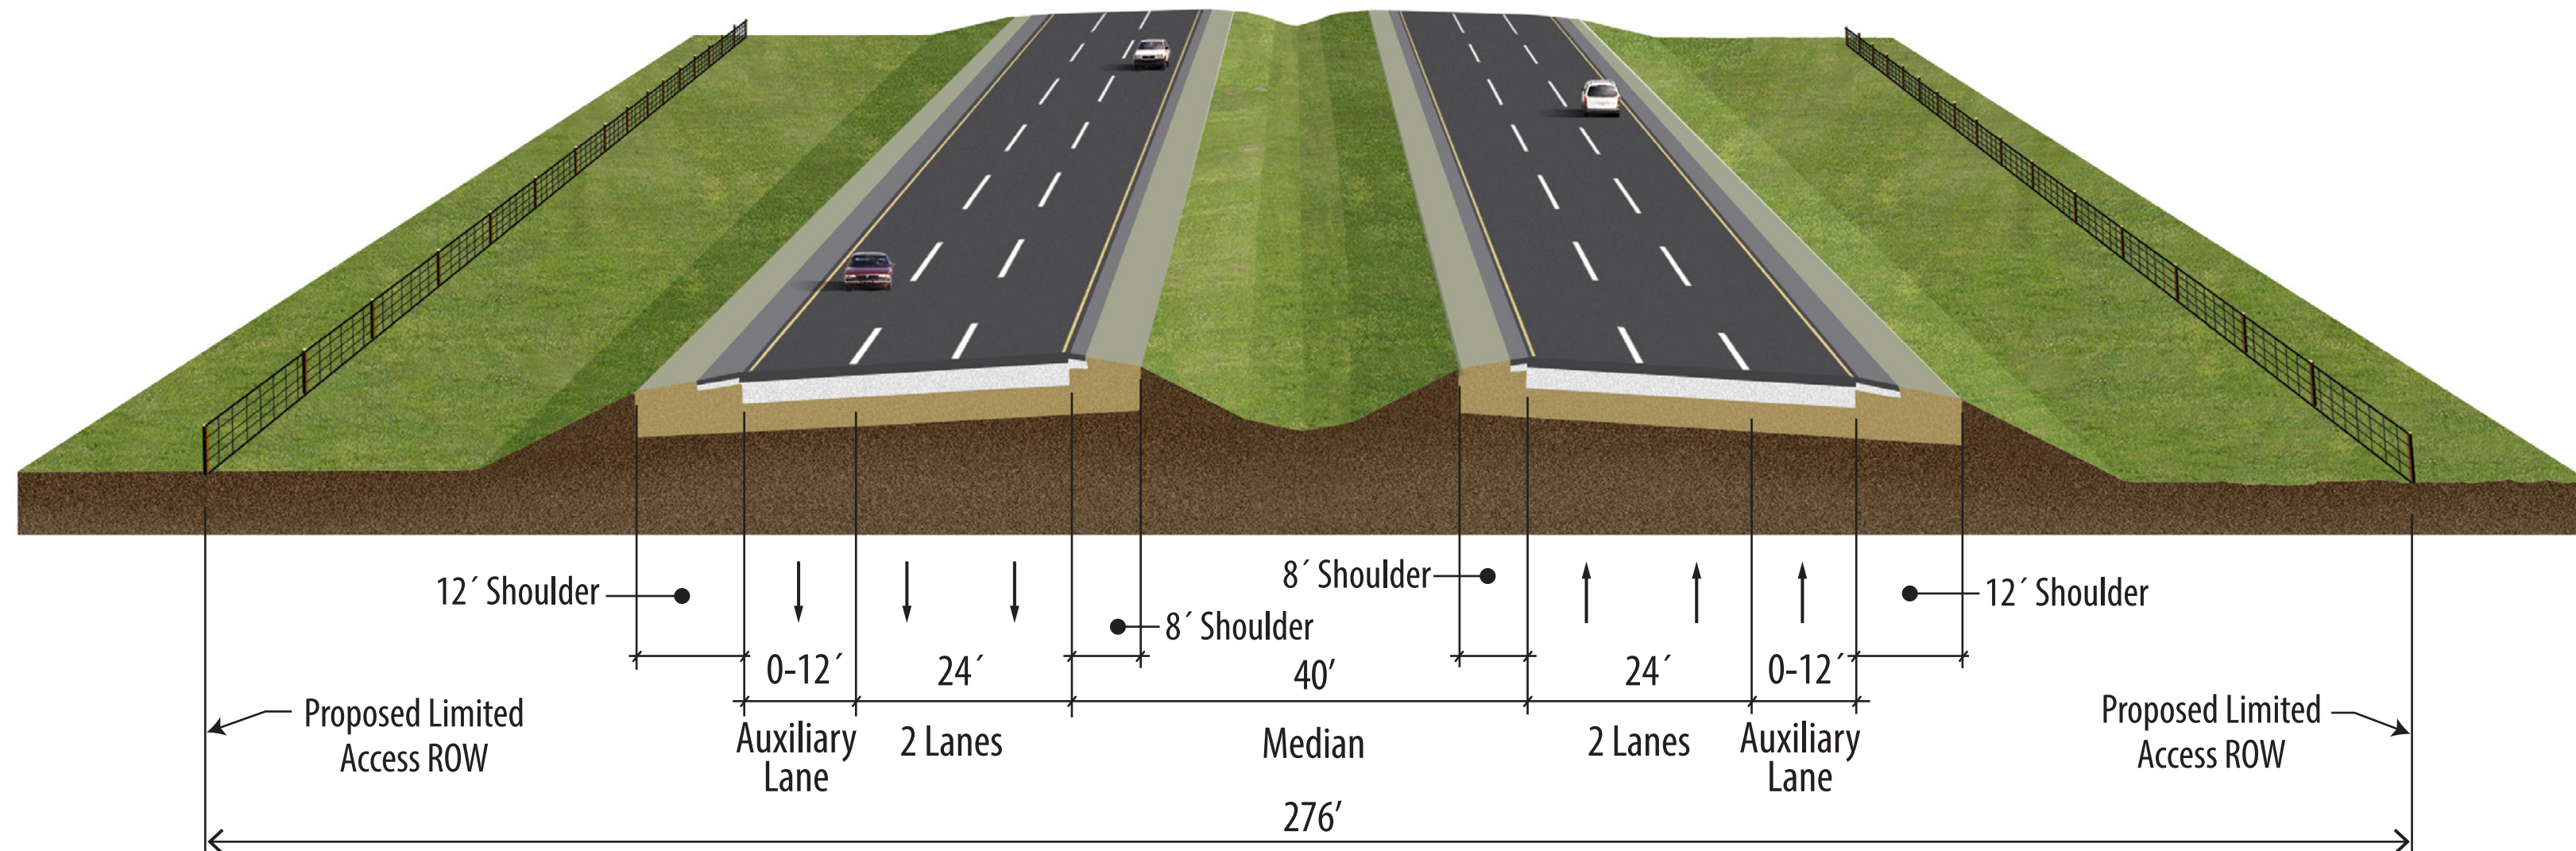 12´ Shoulder
8´ Shoulder
8´ Shoulder
12´ Shoulder
0-12´
24´
40’
24´
0-12´
Proposed Limited
Access ROW
Auxiliary
Lane
2 Lanes
Median
2 Lanes
Auxiliary
Lane
Proposed Limited
Access ROW
276’